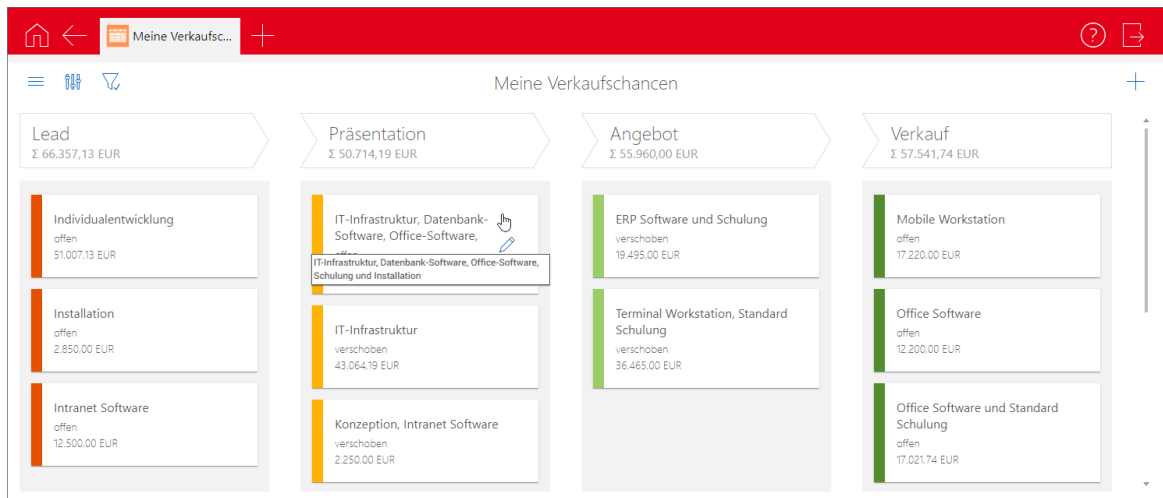 Meine Verkaufsc...
Meine Verkaufschancen
Lead
Σ 66.357,13 EUR
Präsentation
Σ 50.714,19 EUR
Angebot
Σ 55.960,00 EUR
Verkauf
Σ 57.541,74 EUR
Individualentwicklung
offen
51.007,13 EUR
Installation
offen
2.850,00 EUR
Intranet Software
offen
12.500,00 EUR
IT-Infrastruktur, Datenbank-
Software, Office-Software,
offen
IT-Infrastruktur, Datenbank-Software, Office-Software,
Schulung und Installation
IT-Infrastruktur
verschoben
43.064,19 EUR
Konzeption, Intranet Software
verschoben
2.250,00 EUR
ERP Software und Schulung
verschoben
19.495,00 EUR
Terminal Workstation, Standard
Schulung
verschoben
36.465,00 EUR
Mobile Workstation
offen
17.220,00 EUR
Office Software
offen
12.200,00 EUR
Office Software und Standard
Schulung
offen
17.021,74 EUR